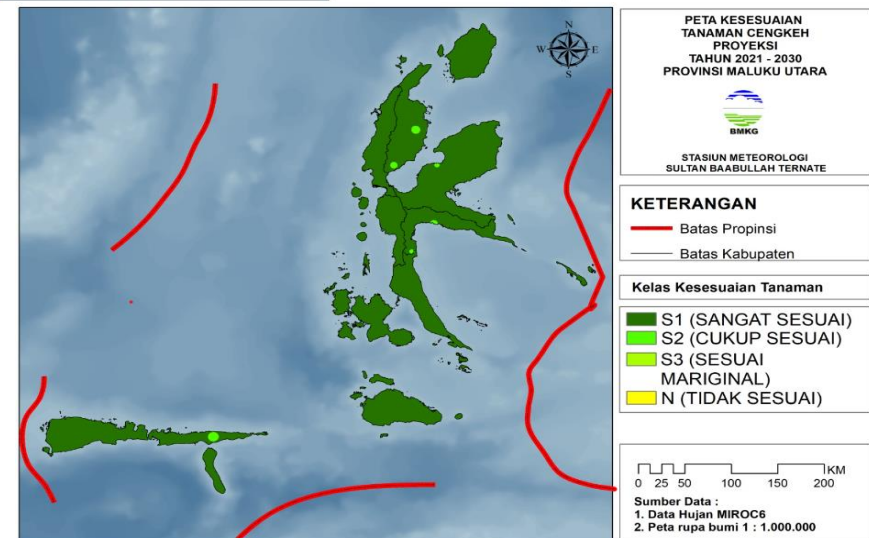 N
W
E
S
PETA KESESUAIAN
TANAMAN CENGKEH
PROYEKSI
TAHUN 2021 - 2030
PROVINSI MALUKU UTARA
BMKG
STASIUN METEOROLOGI
SULTAN BAABULLAH TERNATE
KETERANGAN
Batas Propinsi
Batas Kabupaten
Kelas Kesesuaian Tanaman
S1 (SANGAT SESUAI)
S2 (CUKUP SESUAI)
S3 (SESUAI
MARIGINAL)
N (TIDAK SESUAI)
KM
0 25 50 100 150 200
Sumber Data :
1. Data Hujan MIROC6
2. Peta rupa bumi 1 : 1.000.000